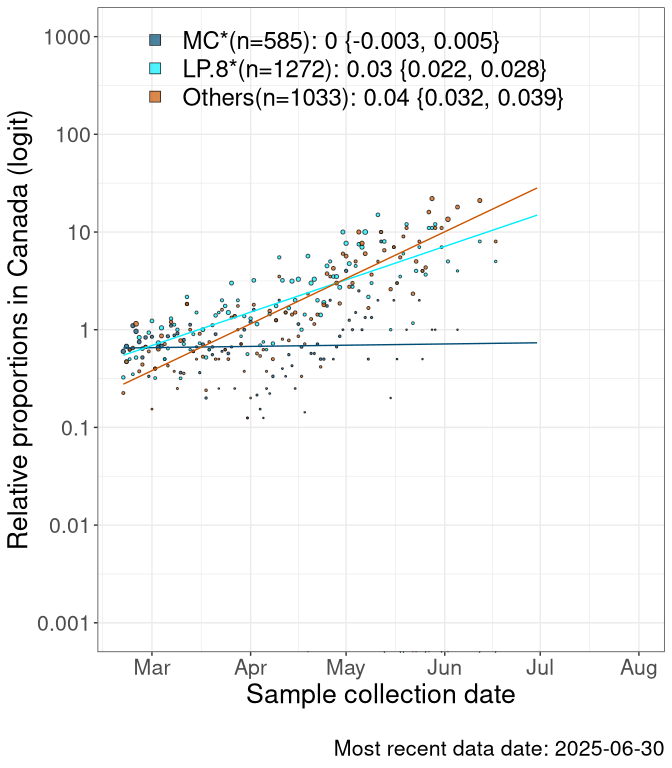 MC*(n=585): 0 {-0.003, 0.005}
LP.8*(n=1272): 0.03 {0.022, 0.028}
Others(n=1033): 0.04 {0.032, 0.039}
Relative proportions in Canada (logit)
1000
100
10
1
0.1
0.01
0.001
Mar Apr May Jun Jul Aug
Sample collection date
Most recent data date: 2025-06-30